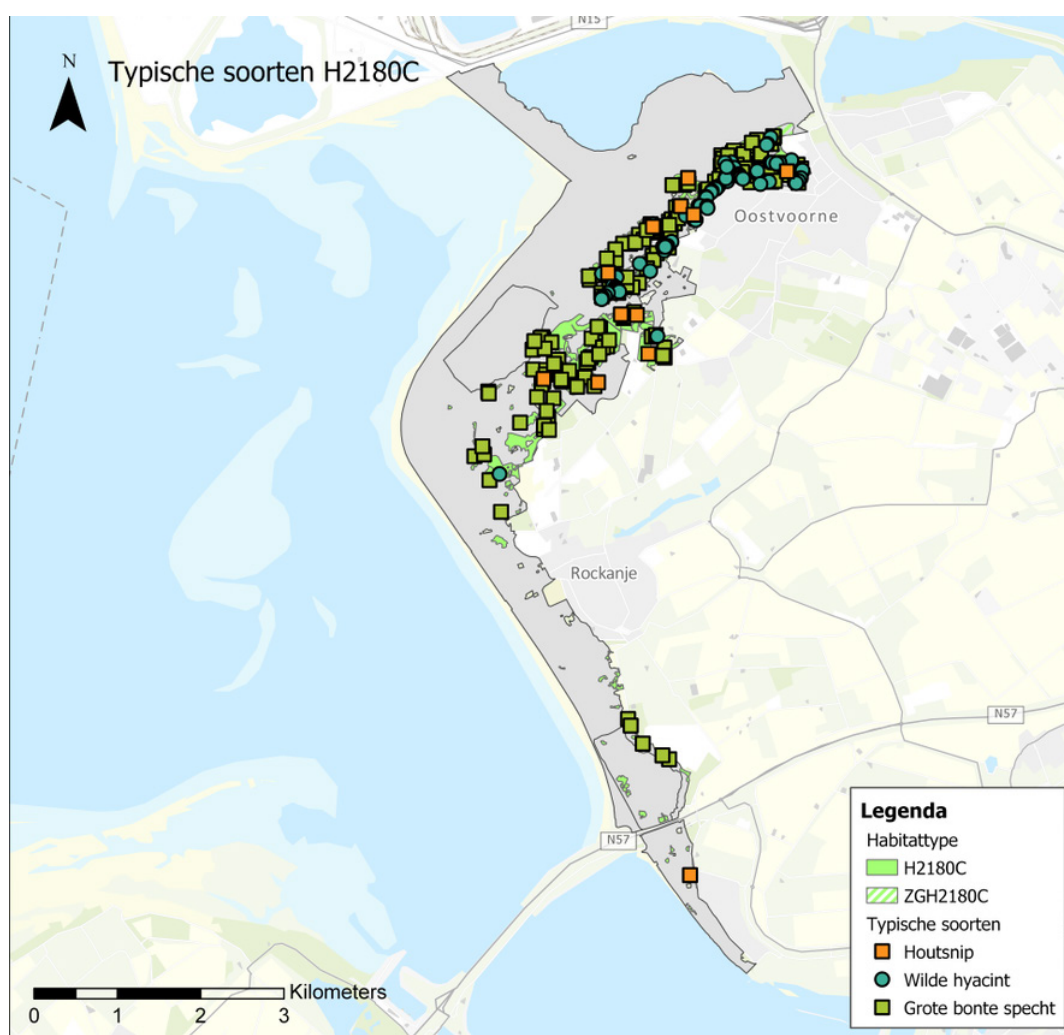 N15
N
Typische soorten H2180C
Oostvoorne
Rockanje
N57
N57
Legenda
Habitattype
H2180C
ZGH2180C
Typische soorten
Houtsnip
Wilde hyacint
Grote bonte specht
Kilometers
0 1 2 3